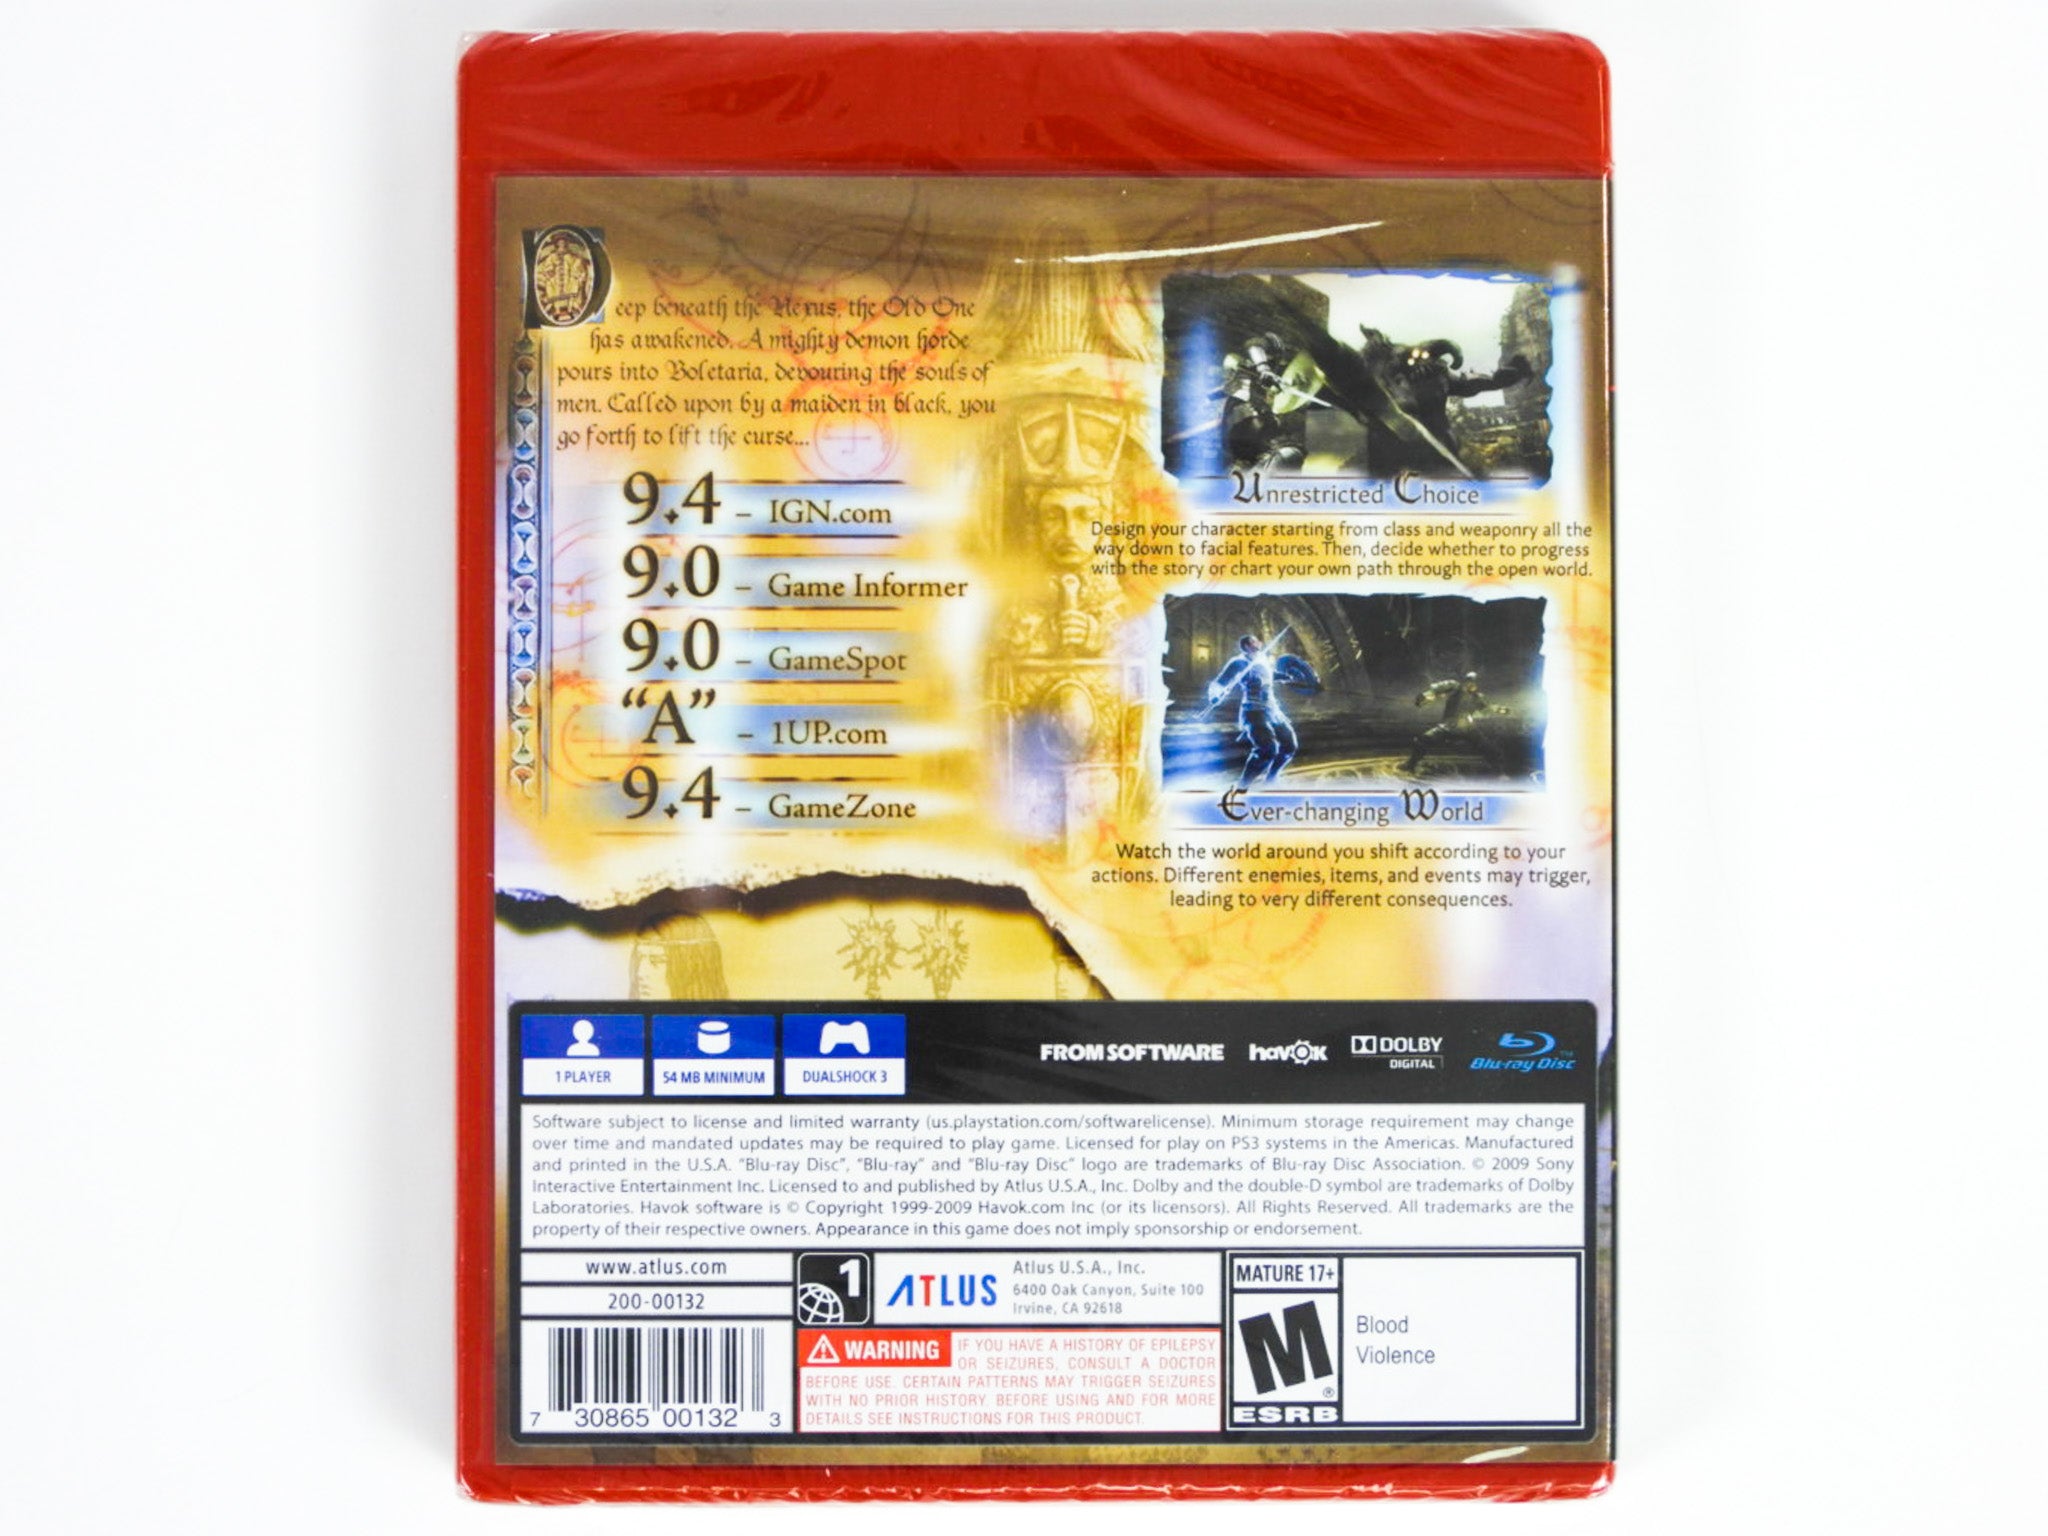 Deep beneath the Nexus, the Old One
has awakened. A mighty demon horde
pours into Boletaria, devouring the souls of
men. Called upon by a maiden in black, you
go forth to lift the curse...
9.4 – IGN.com
9.0 – Game Informer
9.0 – GameSpot
“A” – 1UP.com
9.4 – GameZone
Unrestricted Choice
Design your character starting from class and weaponry all the
way down to facial features. Then, decide whether to progress
with the story or chart your own path through the open world.
Ever-changing World
Watch the world around you shift according to your
actions. Different enemies, items, and events may trigger,
leading to very different consequences.
1 PLAYER
54 MB MINIMUM
DUALSHOCK 3
FROMSOFTWARE
havok
DOLBY
DIGITAL
Blu-ray Disc™
Software subject to license and limited warranty (us.playstation.com/softwarelicense). Minimum storage requirement may change
over time and mandated updates may be required to play game. Licensed for play on PS3 systems in the Americas. Manufactured
and printed in the U.S.A. "Blu-ray Disc", "Blu-ray" and "Blu-ray Disc" logo are trademarks of Blu-ray Disc Association. © 2009 Sony
Interactive Entertainment Inc. Licensed to and published by Atlus U.S.A., Inc. Dolby and the double-D symbol are trademarks of Dolby
Laboratories. Havok software is © Copyright 1999-2009 Havok.com Inc (or its licensors). All Rights Reserved. All trademarks are the
property of their respective owners. Appearance in this game does not imply sponsorship or endorsement.
www.atlus.com
200-00132
7 30865 00132 3
1
ATLUS
Atlus U.S.A., Inc.
6400 Oak Canyon, Suite 100
Irvine, CA 92618
WARNING IF YOU HAVE A HISTORY OF EPILEPSY
OR SEIZURES, CONSULT A DOCTOR
BEFORE USE. CERTAIN PATTERNS MAY TRIGGER SEIZURES
WITH NO PRIOR HISTORY. BEFORE USING AND FOR MORE
DETAILS SEE INSTRUCTIONS FOR THIS PRODUCT.
MATURE 17+
M®
ESRB
Blood
Violence